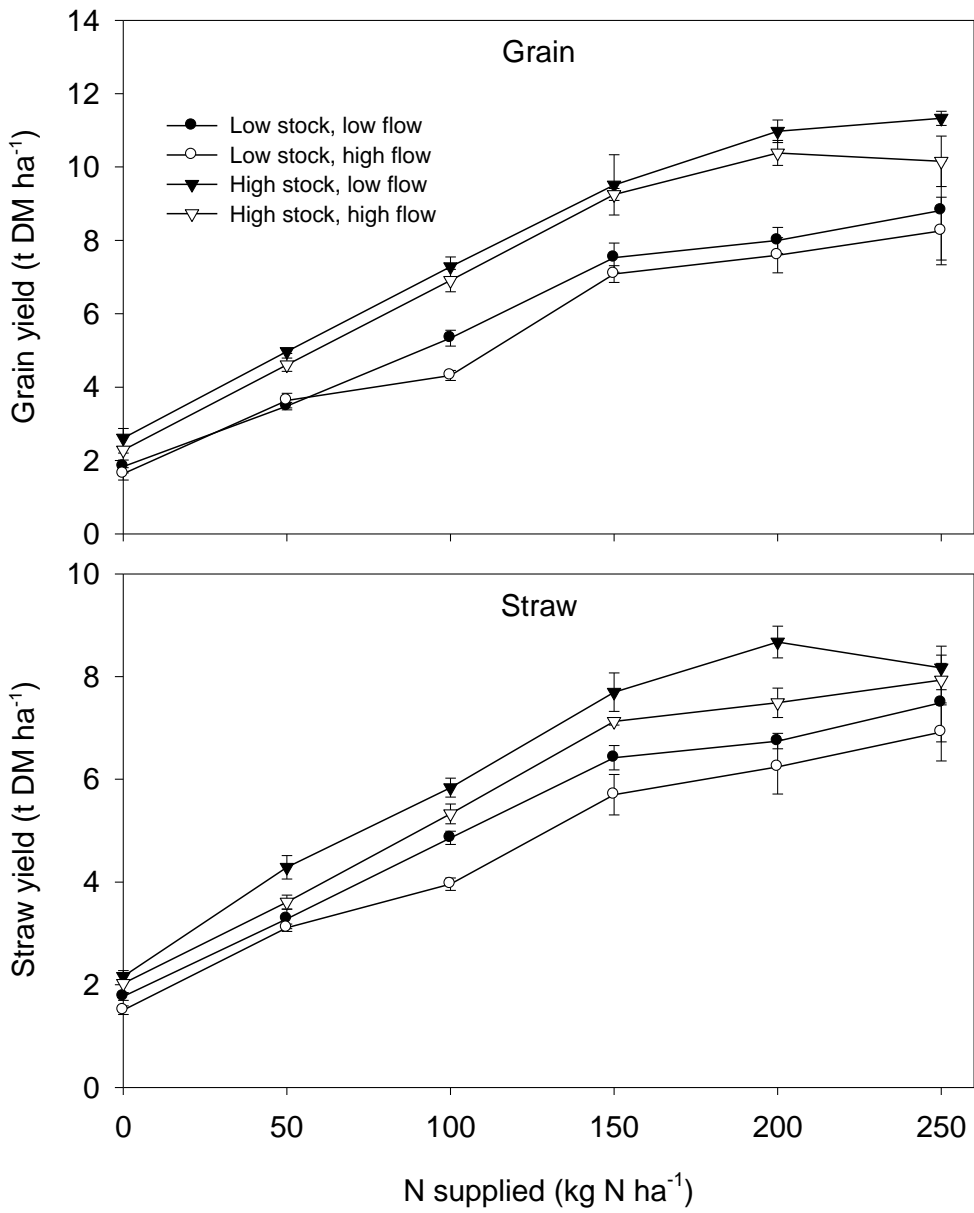 Grain
Grain yield (t DM ha⁻¹)
14
12
10
8
6
4
2
0
Low stock, low flow
Low stock, high flow
High stock, low flow
High stock, high flow
Straw
Straw yield (t DM ha⁻¹)
10
8
6
4
2
0
0 50 100 150 200 250
N supplied (kg N ha⁻¹)